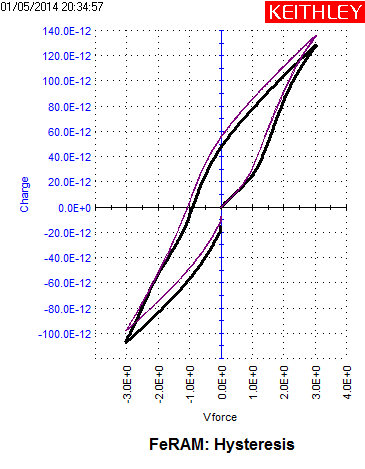 01/05/2014 20:34:57
KEITHLEY
140.0E-12
120.0E-12
100.0E-12
80.0E-12
60.0E-12
40.0E-12
20.0E-12
0.0E+0
-20.0E-12
-40.0E-12
-60.0E-12
-80.0E-12
-100.0E-12
Charge
-3.0E+0
-2.0E+0
-1.0E+0
0.0E+0
1.0E+0
2.0E+0
3.0E+0
4.0E+0
Vforce
FeRAM: Hysteresis